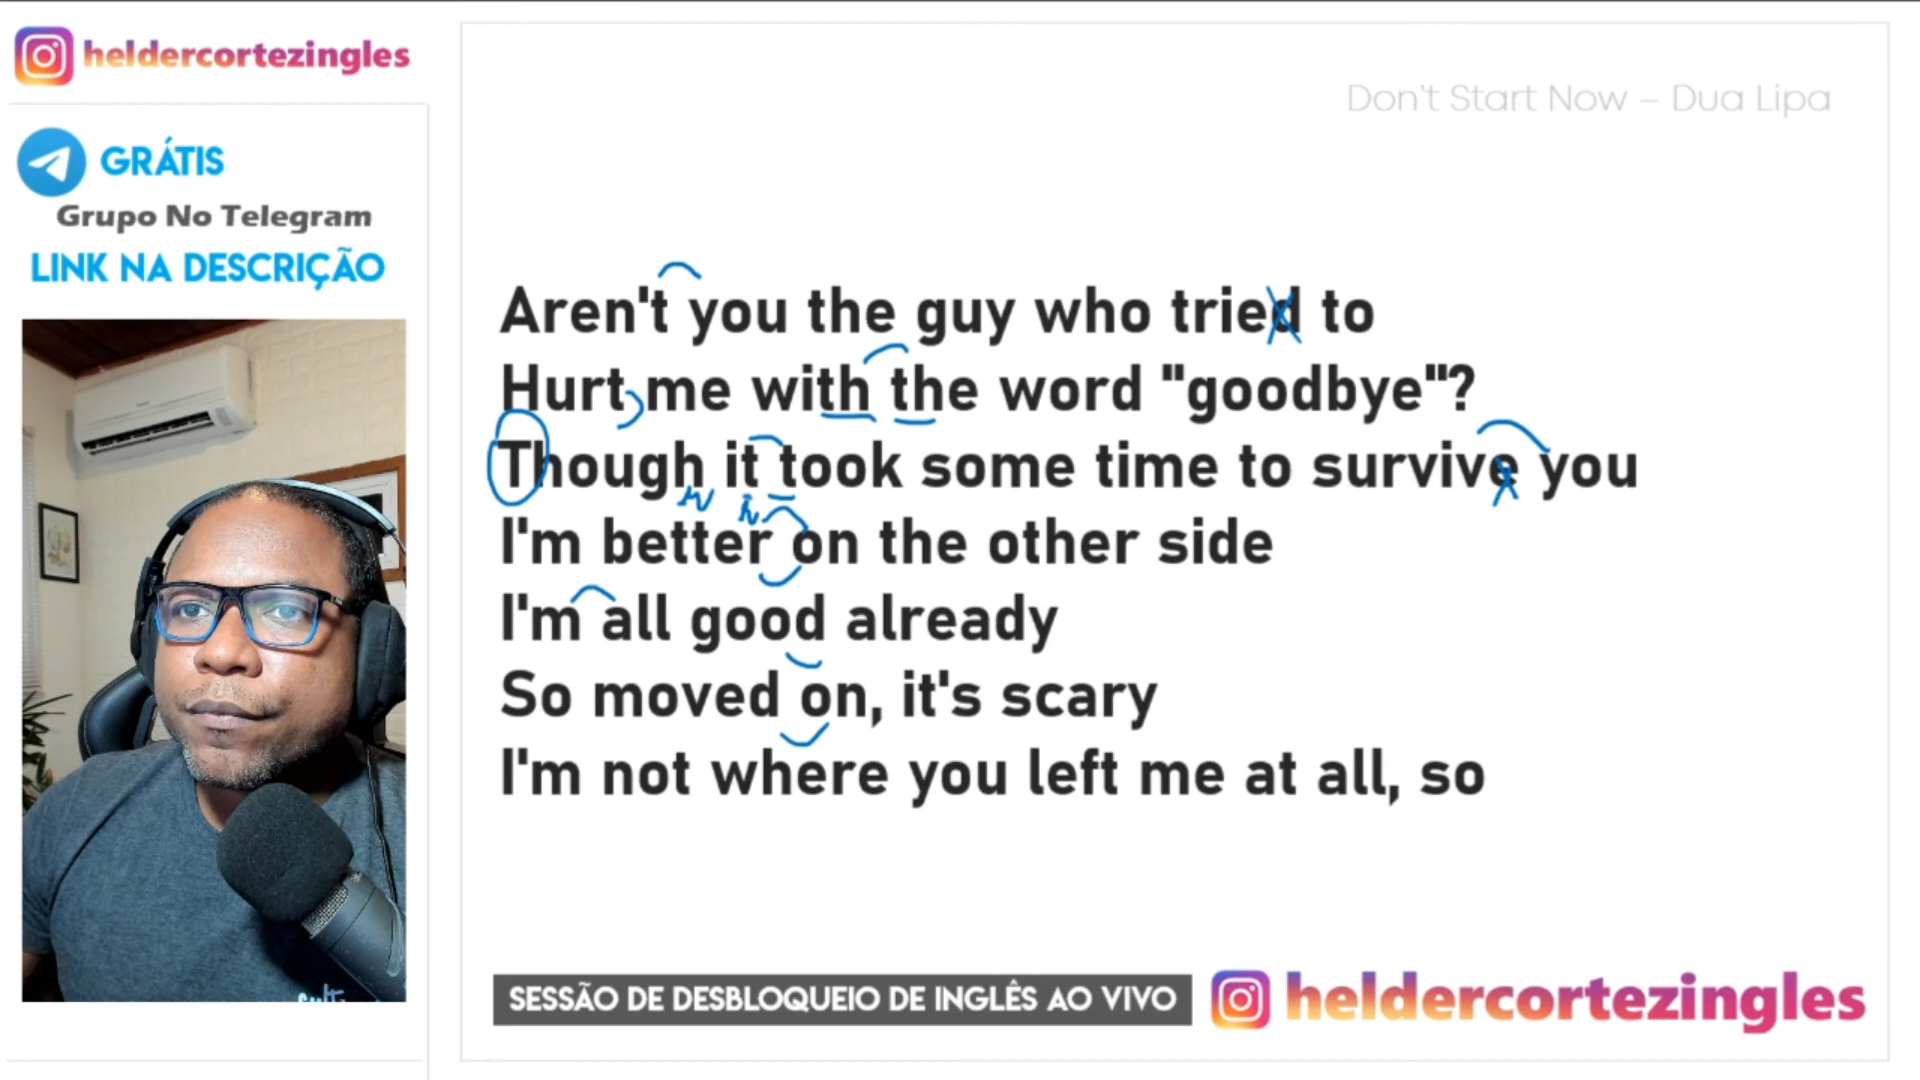 heldercortezingles
GRÁTIS
Grupo No Telegram
LINK NA DESCRIÇÃO
Don't Start Now – Dua Lipa
Aren't you the guy who tried to
Hurt me with the word "goodbye"?
Though it took some time to survive you
I'm better on the other side
I'm all good already
So moved on, it's scary
I'm not where you left me at all, so
SESSÃO DE DESBLOQUEIO DE INGLÊS AO VIVO
heldercortezingles